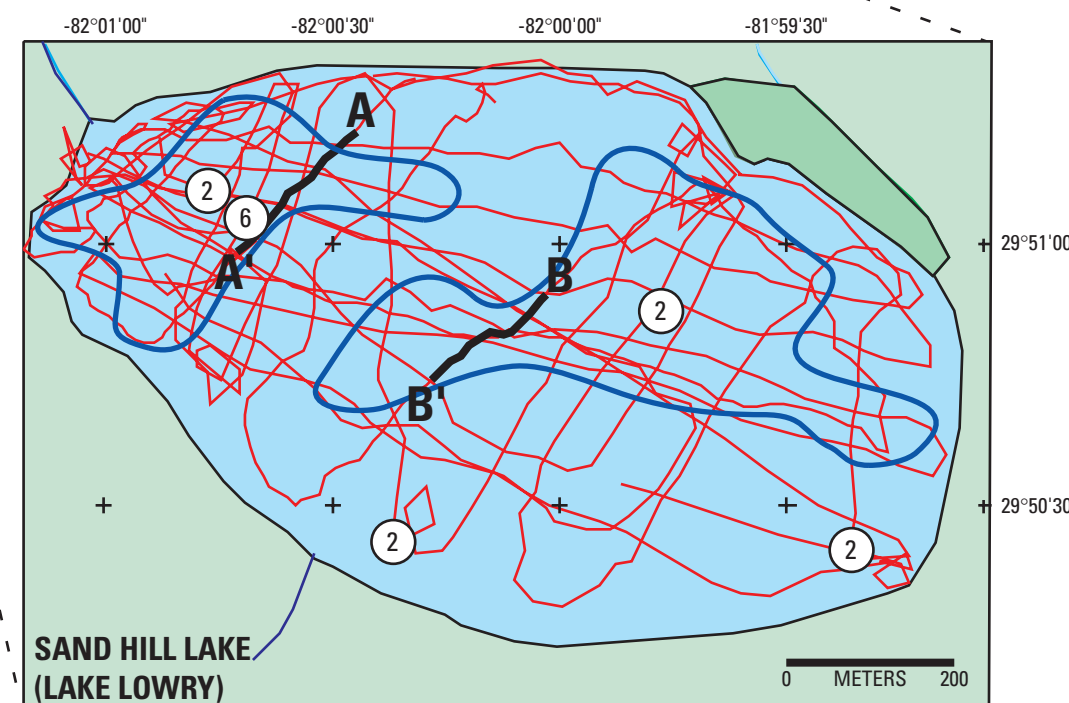 -82°01'00" -82°00'30" -82°00'00" -81°59'30"
A
2
6
29°51'00
A'
B
2
B'
29°50'30
2
2
SAND HILL LAKE
(LAKE LOWRY)
0 METERS 200